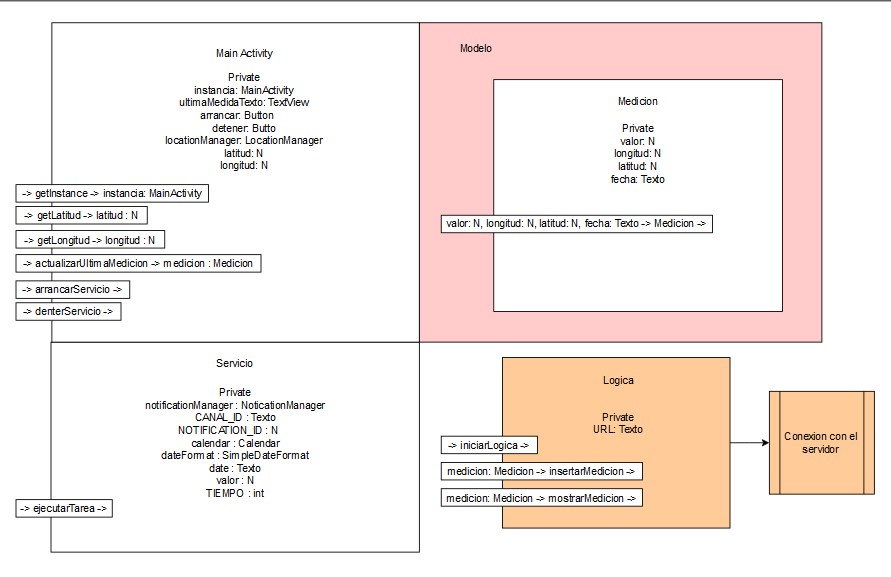 Main Activity
Private
instancia: MainActivity
ultimaMedidaTexto: TextView
arrancar: Button
detener: Butto
locationManager: LocationManager
latitud: N
longitud: N
-> getInstance -> instancia: MainActivity
-> getLatitud -> latitud : N
-> getLongitud -> longitud : N
-> actualizarUltimaMedicion -> medicion : Medicion
-> arrancarServicio ->
-> denterServicio ->
Modelo
Medicion
Private
valor: N
longitud: N
latitud: N
fecha: Texto
valor: N, longitud: N, latitud: N, fecha: Texto -> Medicion ->
Servicio
Private
notificationManager : NoticationManager
CANAL_ID : Texto
NOTIFICATION_ID : N
calendar : Calendar
dateFormat : SimpleDateFormat
date : Texto
valor : N
TIEMPO : int
-> ejecutarTarea ->
Logica
Private
URL: Texto
-> iniciarLogica ->
medicion: Medicion -> insertarMedicion ->
medicion: Medicion -> mostrarMedicion ->
Conexion con el
servidor